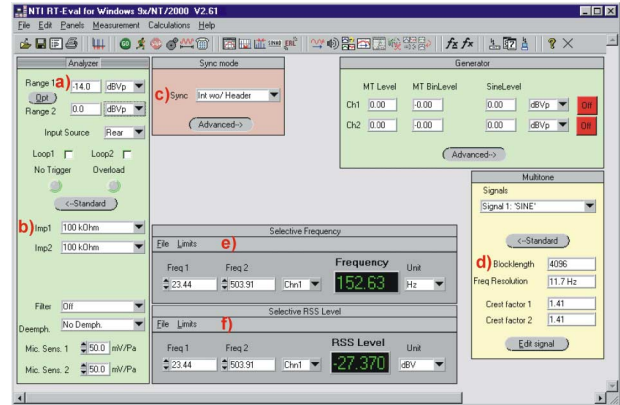 NTI RT-Eval for Windows 9x/NT/2000 V2.61
File Edit Panels Measurement Calculations Help
Analyzer
Range 1 a) -14.0 dBVp
Opt
Range 2 0.0 dBVp
Input Source Rear
Loop1 Loop2
No Trigger Overload
<-Standard
b) Imp1 100 kOhm
Imp2 100 kOhm
Filter Off
Deemph. No Demph.
Mic. Sens. 1 50.0 mV/Pa
Mic. Sens. 2 50.0 mV/Pa
Sync mode
c) Sync Int wo/ Header
Advanced->
Generator
MT Level MT BinLevel SineLevel
Ch1 0.00 -0.00 0.00 dBVp Off
Ch2 0.00 -0.00 0.00 dBVp Off
Advanced->
Selective Frequency
File Limits e)
Freq 1 Freq 2 Frequency Unit
23.44 503.91 Chn1 152.63 Hz
Selective RSS Level
File Limits f)
Freq 1 Freq 2 RSS Level Unit
23.44 503.91 Chn1 -27.370 dBV
Multitone
Signals
Signal 1: 'SINE'
<-Standard
d) Blocklength 4096
Freq Resolution 11.7 Hz
Crest factor 1 1.41
Crest factor 2 1.41
Edit signal